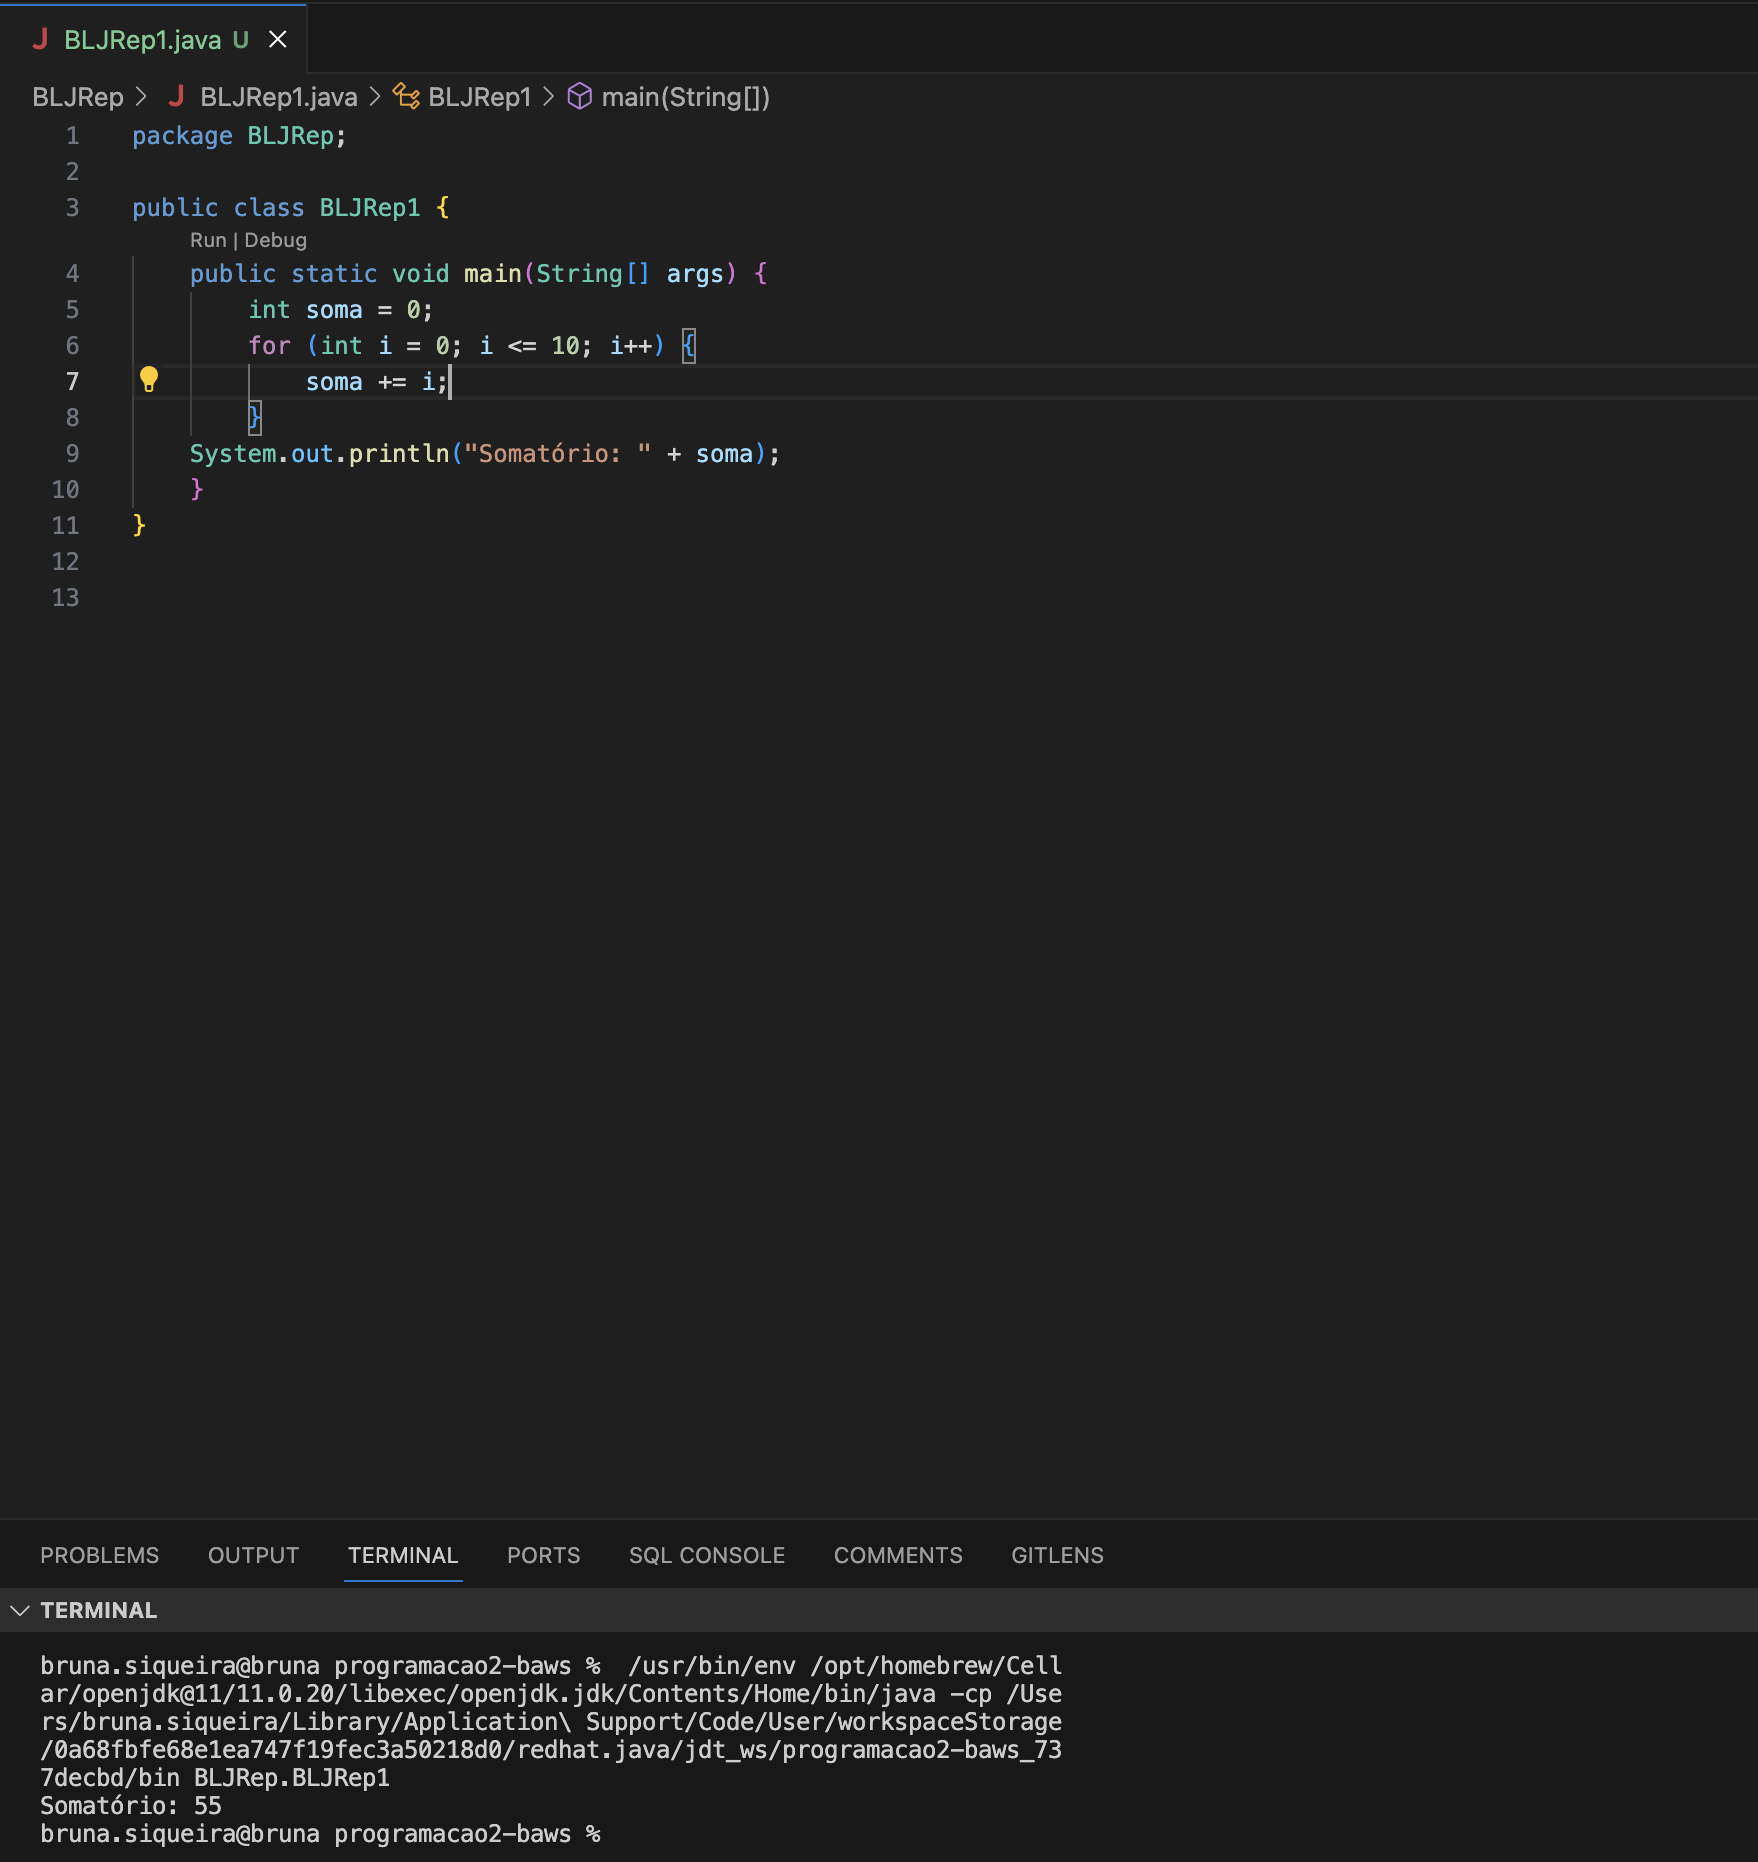 J BLJRep1.java U ×
BLJRep > J BLJRep1.java > BLJRep1 > main(String[])
1 package BLJRep;
2
3 public class BLJRep1 {
Run | Debug
4 public static void main(String[] args) {
5 int soma = 0;
6 for (int i = 0; i <= 10; i++) {
7 soma += i;
8 }
9 System.out.println("Somatório: " + soma);
10 }
11 }
12
13
PROBLEMS OUTPUT TERMINAL PORTS SQL CONSOLE COMMENTS GITLENS
TERMINAL
bruna.siqueira@bruna programacao2-baws %  /usr/bin/env /opt/homebrew/Cell
ar/openjdk@11/11.0.20/libexec/openjdk.jdk/Contents/Home/bin/java -cp /Use
rs/bruna.siqueira/Library/Application\ Support/Code/User/workspaceStorage
/0a68fbfe68e1ea747f19fec3a50218d0/redhat.java/jdt_ws/programacao2-baws_73
7decbd/bin BLJRep.BLJRep1
Somatório: 55
bruna.siqueira@bruna programacao2-baws %